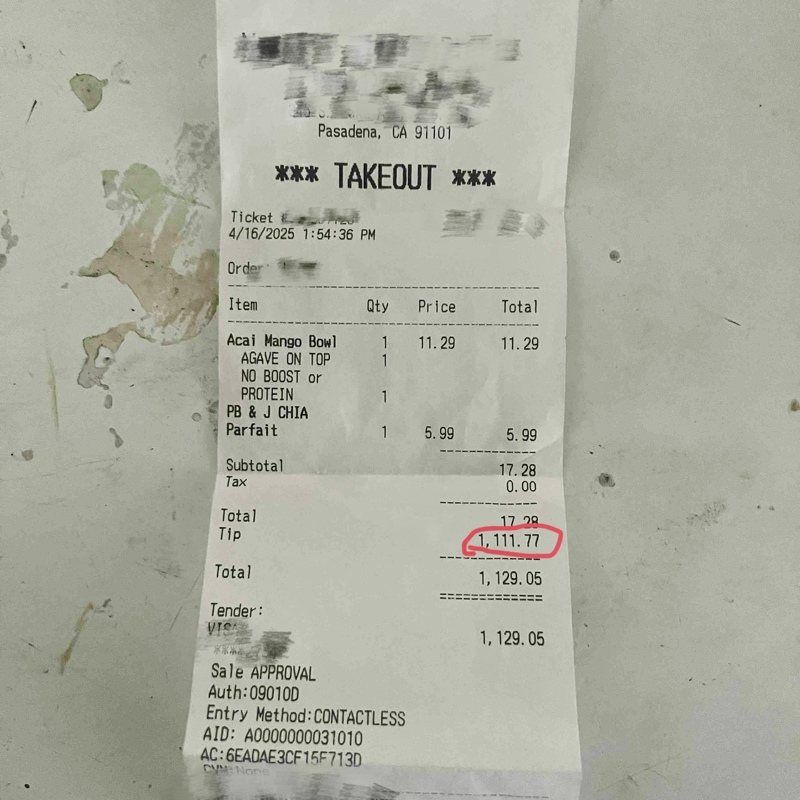 Pasadena, CA 91101
*** TAKEOUT ***
Ticket
4/16/2025 1:54:36 PM
Order
Item Qty Price Total
Acai Mango Bowl 1 11.29 11.29
AGAVE ON TOP 1
NO BOOST or
PROTEIN 1
PB & J CHIA
Parfait 1 5.99 5.99
Subtotal 17.28
Tax 0.00
Total 17.28
Tip 1,111.77
Total 1,129.05
=============
Tender:
VISA 1,129.05
Sale APPROVAL
Auth:09010D
Entry Method:CONTACTLESS
AID: A0000000031010
AC:6EADAE3CF15F713D
CVM:None